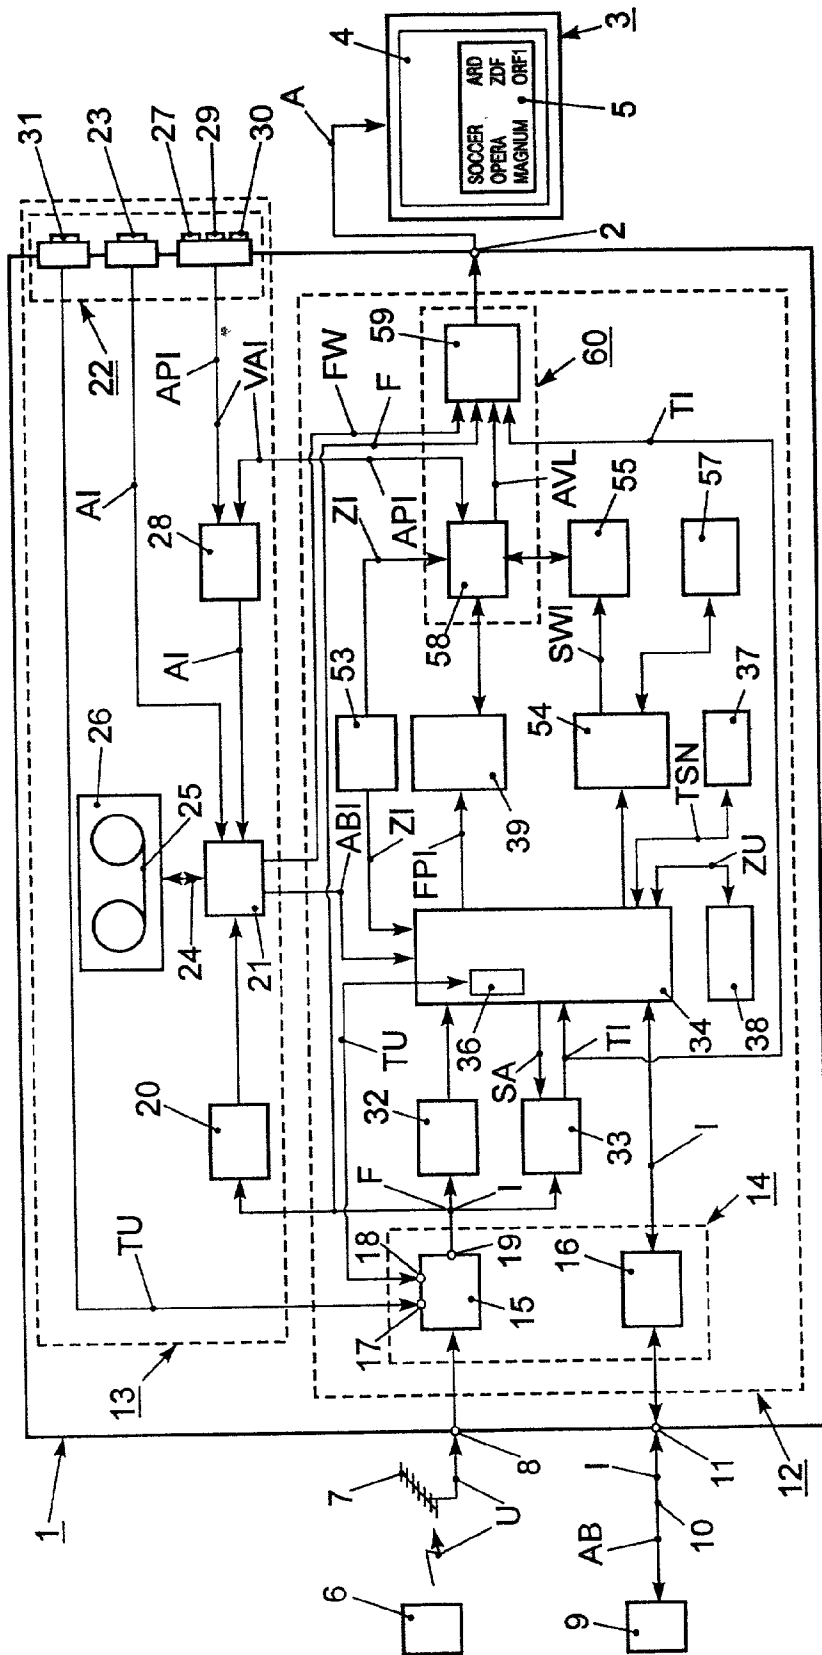 1
13
TU
20
24
21
25
26
AI
AI
28
API
VAI
22
31
23
27
29
30
A
4
SOCCER ARD
OPERA ZDF
MAGNUM ORF1
5
3
2
6
7
U
8
17
18
15
19
F
I
TU
32
36
ABI
ZI
FPI
53
39
ZI
API
58
FW
F
59
60
AVL
9
AB
10
I
11
12
16
14
I
33
SA
TI
34
38
ZU
TSN
37
54
SWI
55
57
TI